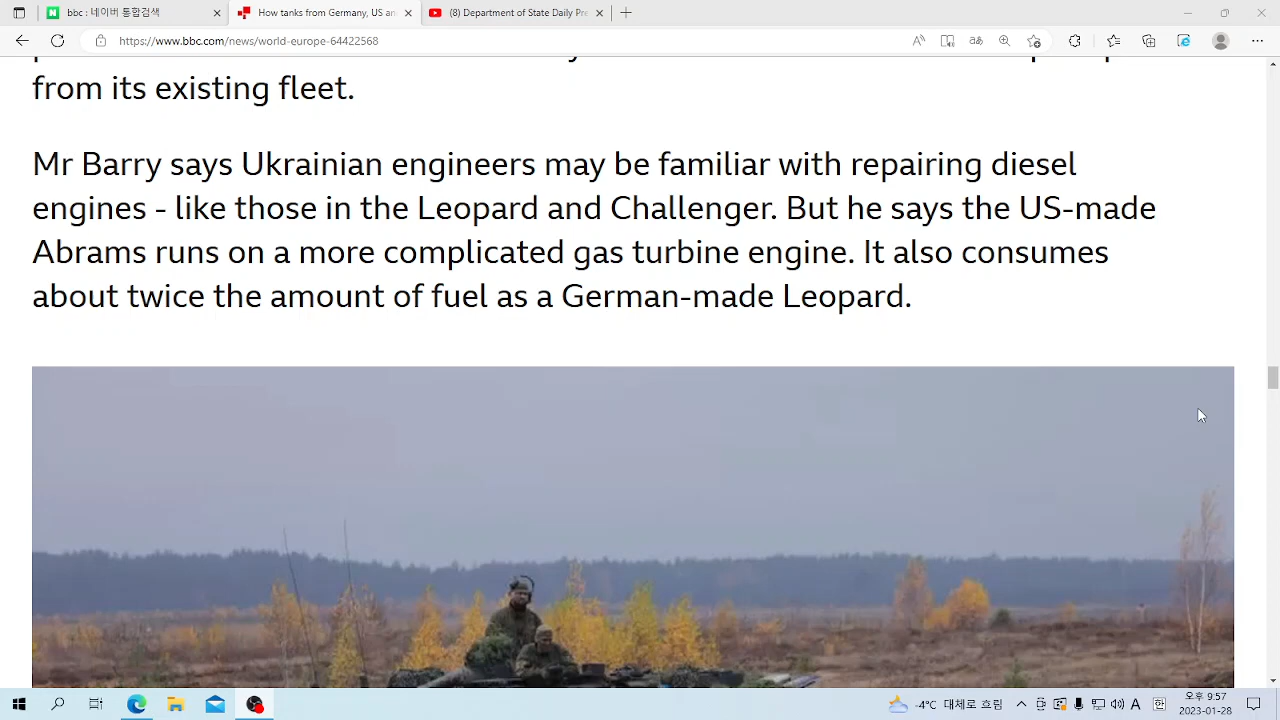 bbc : 네이버 통합검색
How tanks from Germany, US an
(8) Department of State Daily Pre
https://www.bbc.com/news/world-europe-64422568
from its existing fleet.
Mr Barry says Ukrainian engineers may be familiar with repairing diesel
engines - like those in the Leopard and Challenger. But he says the US-made
Abrams runs on a more complicated gas turbine engine. It also consumes
about twice the amount of fuel as a German-made Leopard.
-4°C 대체로 흐림
A
오후 9:57
2023-01-28